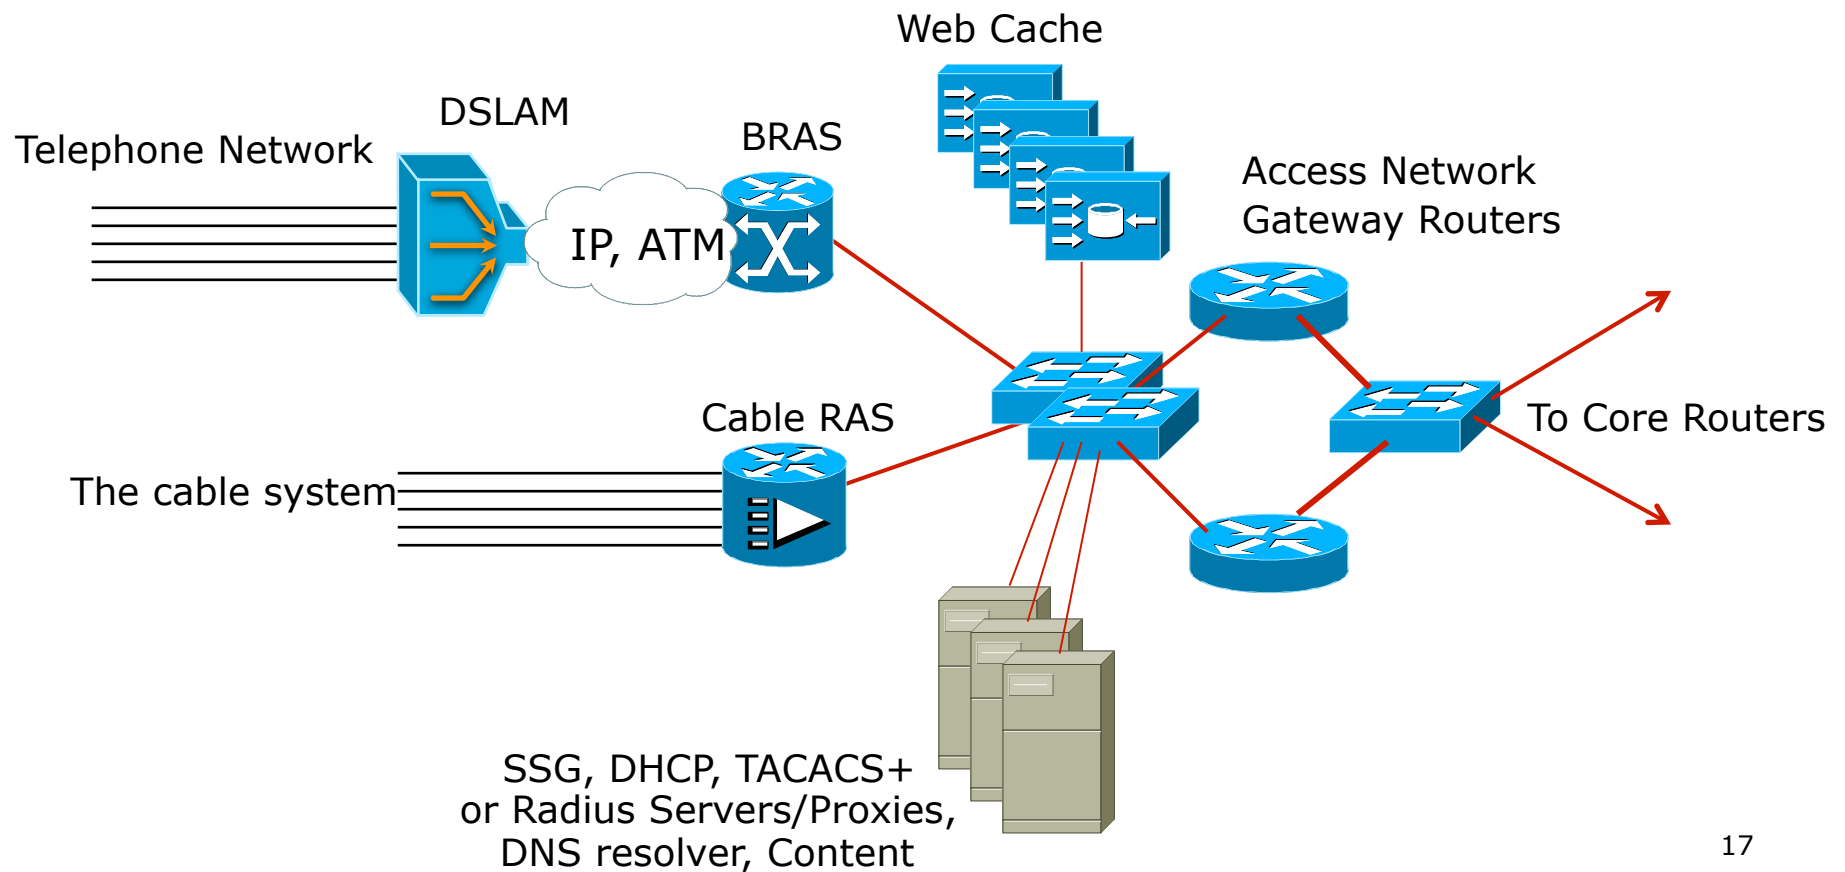 Web Cache
DSLAM
BRAS
Telephone Network
Access Network
Gateway Routers
IP, ATM
Cable RAS
To Core Routers
The cable system
SSG, DHCP, TACACS+
or Radius Servers/Proxies,
DNS resolver, Content
17